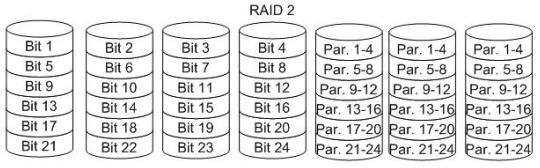 RAID 2
Bit 1 Bit 2 Bit 3 Bit 4 Par. 1-4 Par. 1-4 Par. 1-4
Bit 5 Bit 6 Bit 7 Bit 8 Par. 5-8 Par. 5-8 Par. 5-8
Bit 9 Bit 10 Bit 11 Bit 12 Par. 9-12 Par. 9-12 Par. 9-12
Bit 13 Bit 14 Bit 15 Bit 16 Par. 13-16 Par. 13-16 Par. 13-16
Bit 17 Bit 18 Bit 19 Bit 20 Par. 17-20 Par. 17-20 Par. 17-20
Bit 21 Bit 22 Bit 23 Bit 24 Par. 21-24 Par. 21-24 Par. 21-24